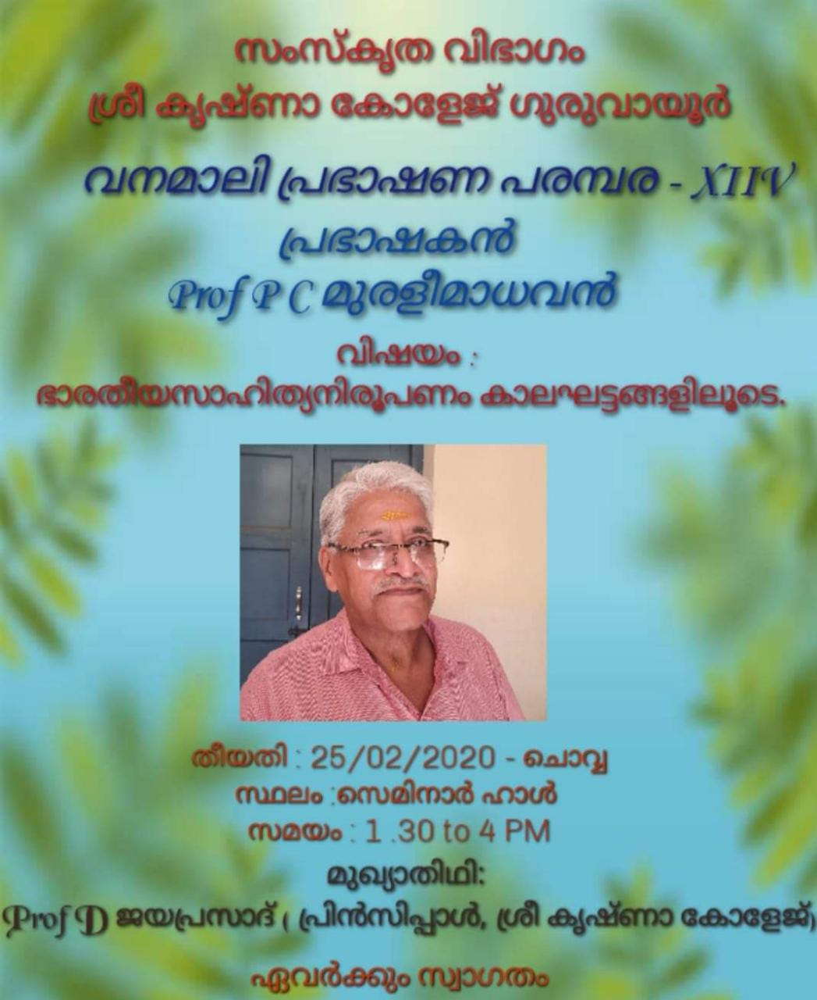 സംസ്കൃത വിഭാഗം
ശ്രീ കൃഷ്ണാ കോളേജ് ഗുരുവായൂർ
വനമാലി പ്രഭാഷണ പരമ്പര - XIIV
പ്രഭാഷകൻ
Prof P C മുരളീമാധവൻ
വിഷയം :
ഭാരതീയസാഹിത്യനിരൂപണം കാലഘട്ടങ്ങളിലൂടെ.
തീയതി : 25/02/2020 - ചൊവ്വ
സ്ഥലം :സെമിനാർ ഹാൾ
സമയം : 1 .30 to 4 PM
മുഖ്യാതിഥി:
Prof D ജയപ്രസാദ് ( പ്രിൻസിപ്പാൾ, ശ്രീ കൃഷ്ണാ കോളേജ്)
ഏവർക്കും സ്വാഗതം